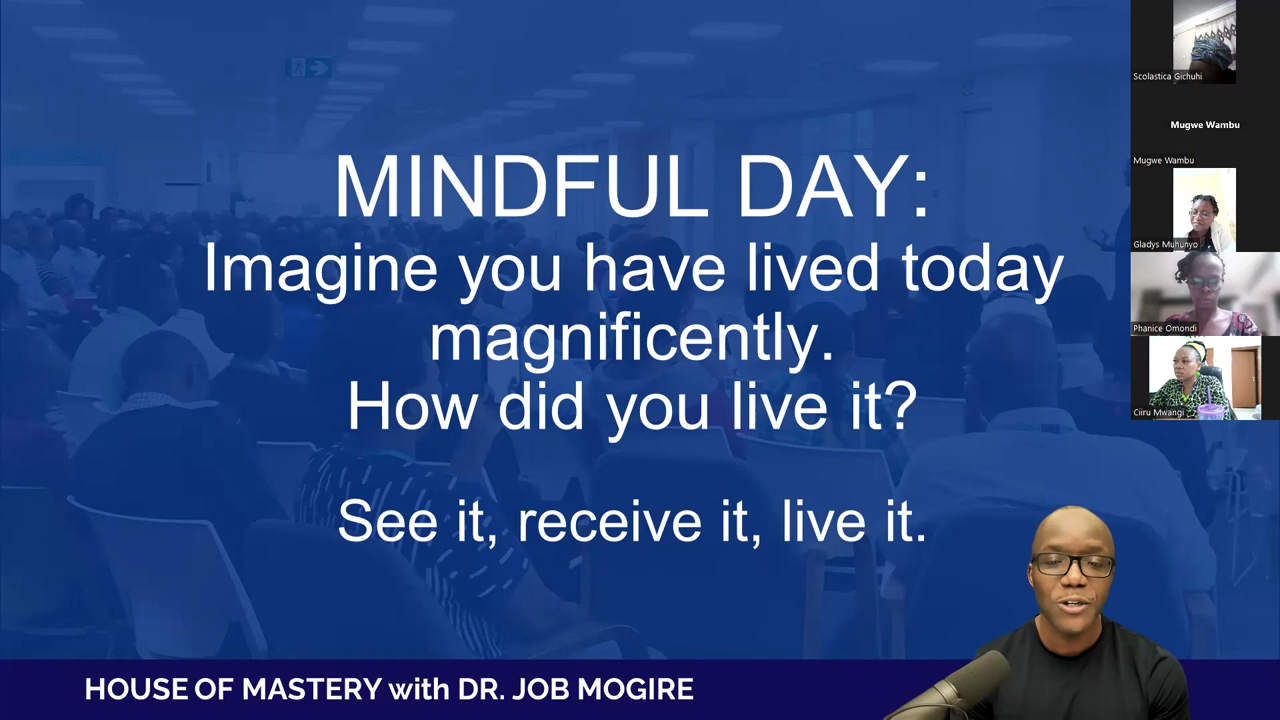 MINDFUL DAY:
Imagine you have lived today
magnificently.
How did you live it?
See it, receive it, live it.
HOUSE OF MASTERY with DR. JOB MOGIRE
Scolastica Gichuhi
Mugwe Wambu
Mugwe Wambu
Gladys Muhunyo
Phanice Omondi
Ciiru Mwangi